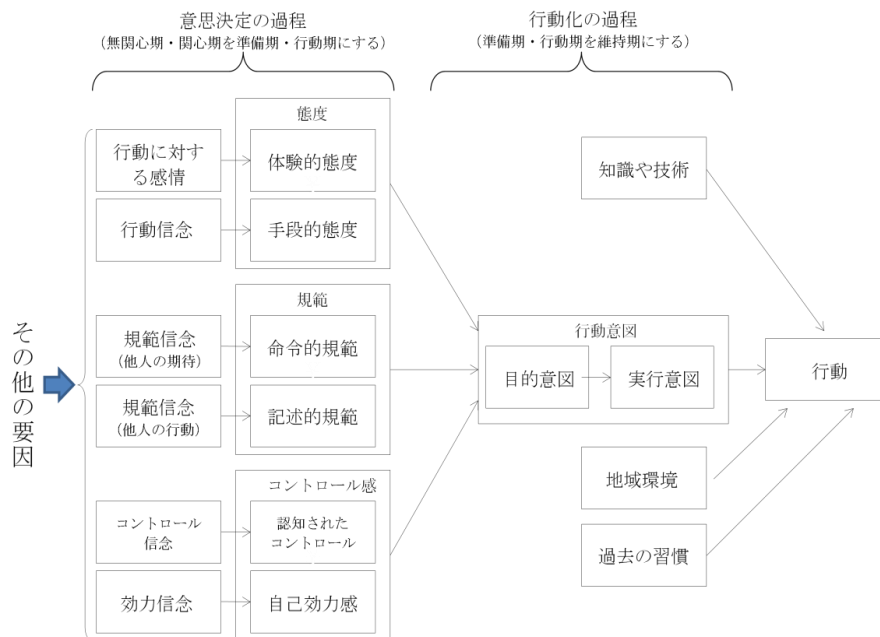 意思決定の過程
（無関心期・関心期を準備期・行動期にする）
行動化の過程
（準備期・行動期を維持期にする）
その他の要因
行動に対す
る感情
行動信念
態度
体験的態度
手段的態度
規範信念
（他人の期待）
規範信念
（他人の行動）
規範
命令的規範
記述的規範
コントロール
信念
効力信念
コントロール感
認知された
コントロール
自己効力感
行動意図
目的意図
実行意図
知識や技術
行動
地域環境
過去の習慣